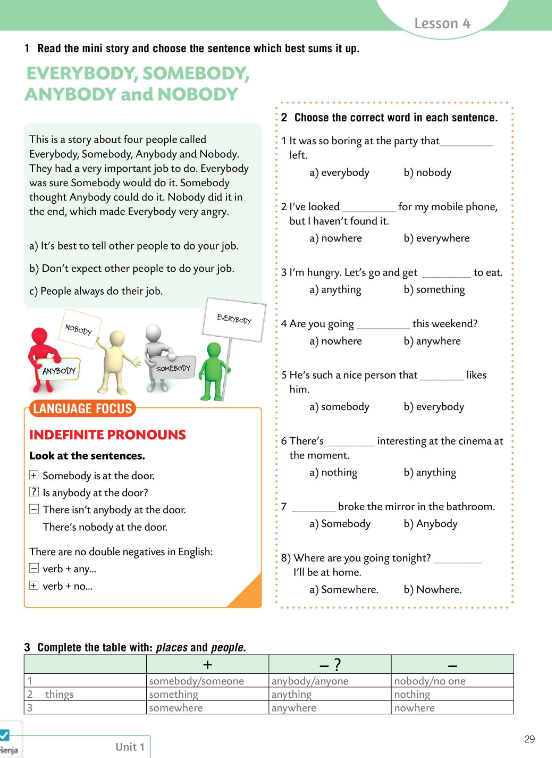 Lesson 4
1 Read the mini story and choose the sentence which best sums it up.
EVERYBODY, SOMEBODY,
ANYBODY and NOBODY
This is a story about four people called
Everybody, Somebody, Anybody and Nobody.
They had a very important job to do. Everybody
was sure Somebody would do it. Somebody
thought Anybody could do it. Nobody did it in
the end, which made Everybody very angry.
a) It's best to tell other people to do your job.
b) Don't expect other people to do your job.
c) People always do their job.
NOBODY
EVERYBODY
ANYBODY
SOMEBODY
LANGUAGE FOCUS
INDEFINITE PRONOUNS
Look at the sentences.
+ Somebody is at the door.
? Is anybody at the door?
– There isn't anybody at the door.
There's nobody at the door.
There are no double negatives in English:
– verb + any...
+ verb + no...
2 Choose the correct word in each sentence.
1 It was so boring at the party that__________
left.
a) everybody b) nobody
2 I've looked __________ for my mobile phone,
but I haven't found it.
a) nowhere b) everywhere
3 I'm hungry. Let's go and get _________ to eat.
a) anything b) something
4 Are you going __________ this weekend?
a) nowhere b) anywhere
5 He's such a nice person that ________ likes
him.
a) somebody b) everybody
6 There's _________ interesting at the cinema at
the moment.
a) nothing b) anything
7 ________ broke the mirror in the bathroom.
a) Somebody b) Anybody
8) Where are you going tonight? _________
I'll be at home.
a) Somewhere. b) Nowhere.
3 Complete the table with: places and people.
+ – ? –
1 somebody/someone anybody/anyone nobody/no one
2 things something anything nothing
3 somewhere anywhere nowhere
šenja
Unit 1
29